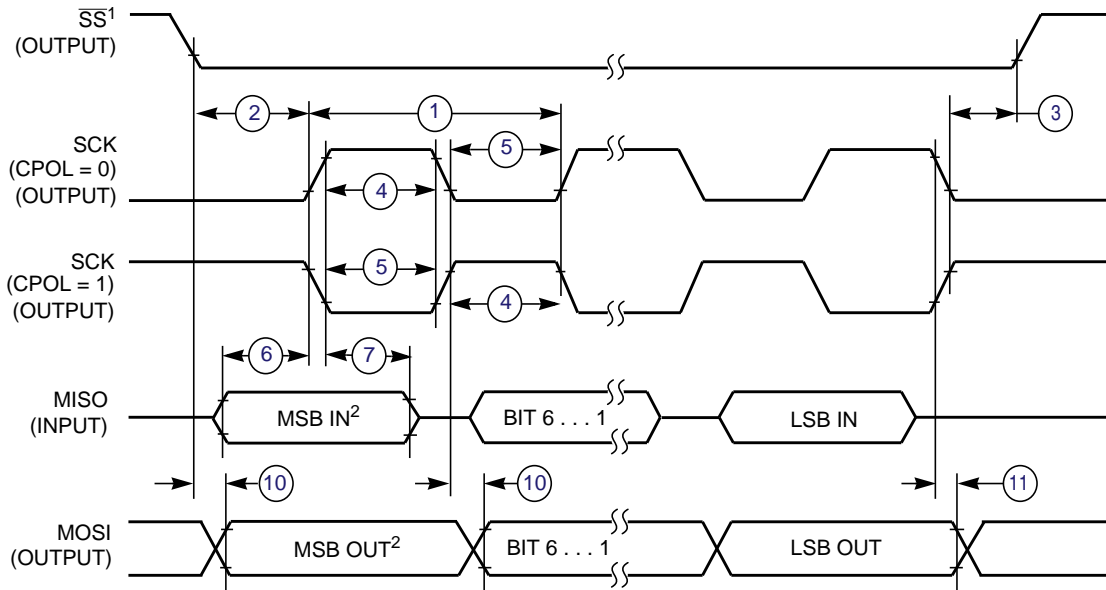 SS¹
(OUTPUT)
2
1
3
SCK
(CPOL = 0)
(OUTPUT)
5
4
SCK
(CPOL = 1)
(OUTPUT)
5
4
6
7
MISO
(INPUT)
MSB IN²
BIT 6 . . . 1
LSB IN
10
10
11
MOSI
(OUTPUT)
MSB OUT²
BIT 6 . . . 1
LSB OUT